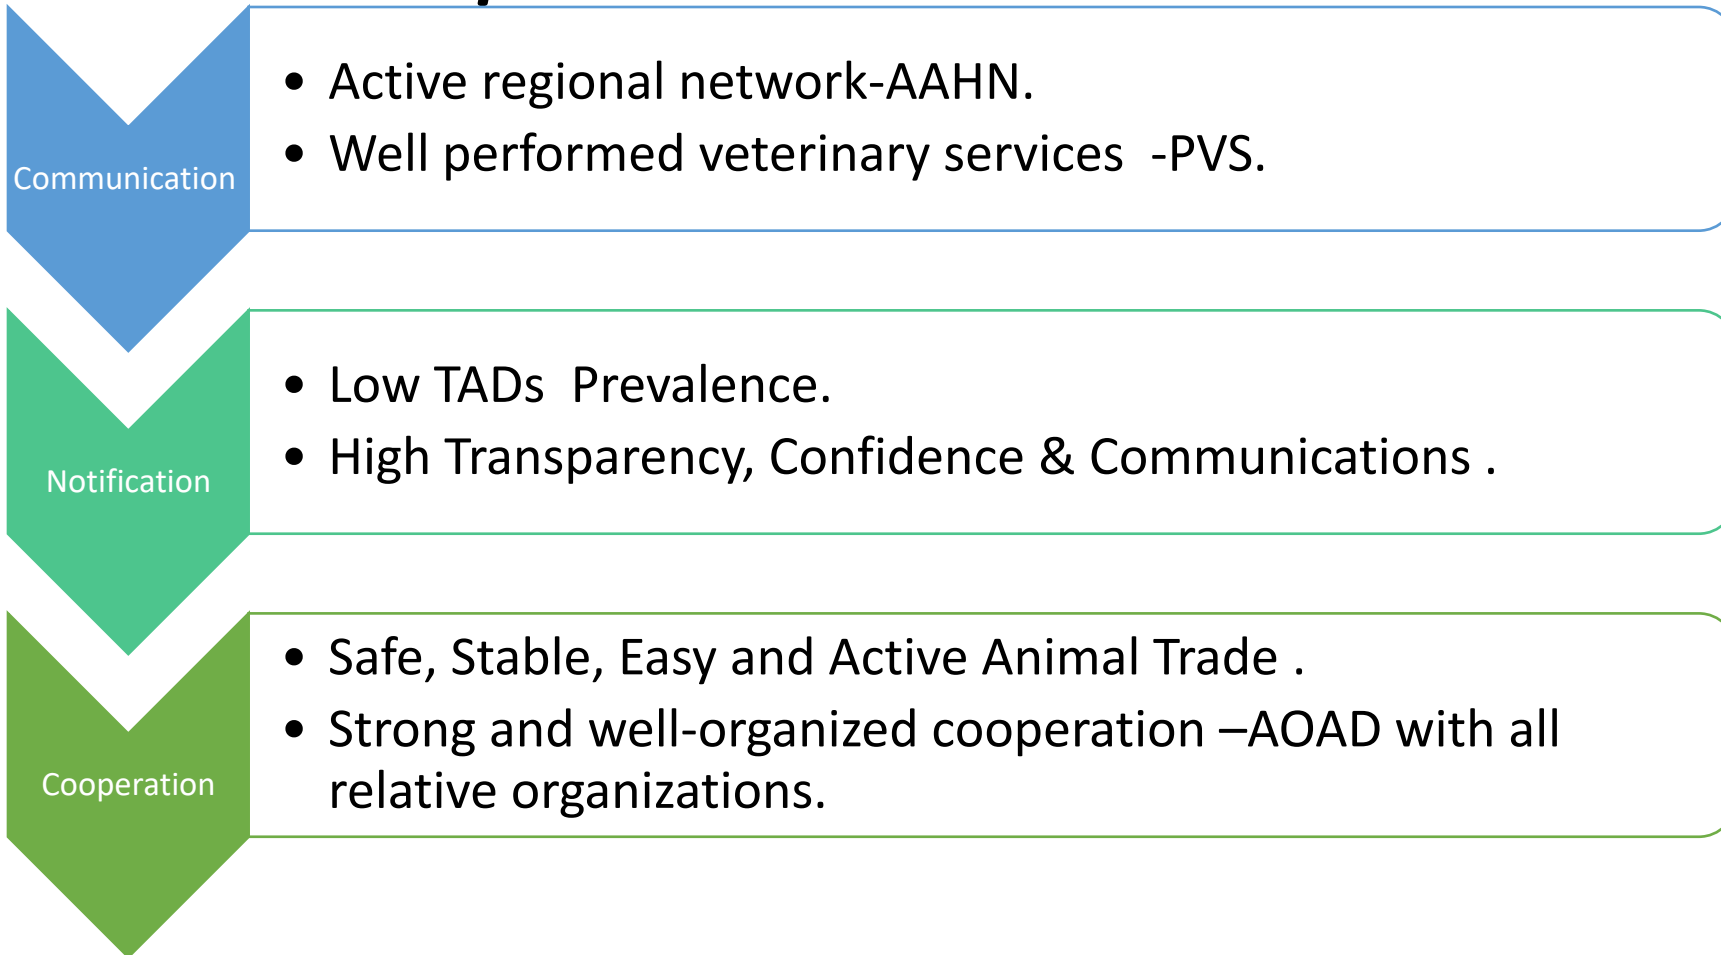 Communication
• Active regional network-AAHN.
• Well performed veterinary services -PVS.
Notification
• Low TADs Prevalence.
• High Transparency, Confidence & Communications .
Cooperation
• Safe, Stable, Easy and Active Animal Trade .
• Strong and well-organized cooperation –AOAD with all
relative organizations.